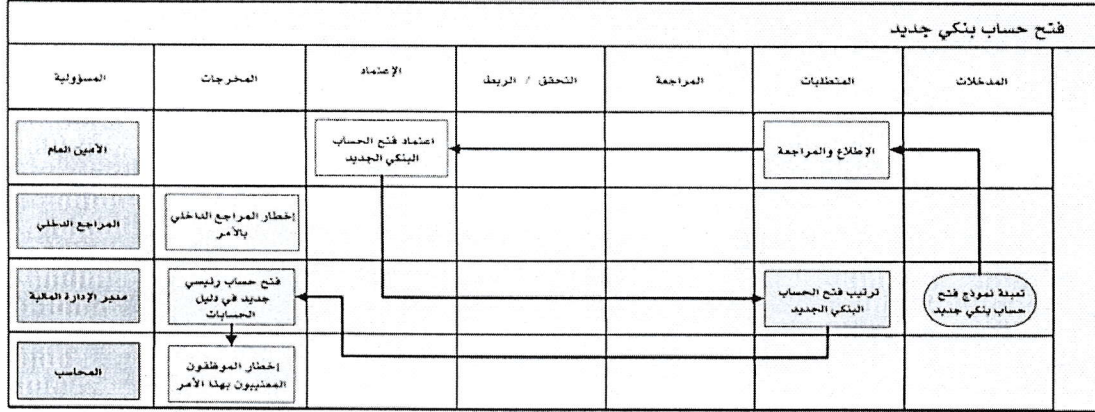 فتح حساب بنكي جديد
المدخلات
المتطلبات
المراجعة
التحقق / الربط
الإعتماد
المخرجات
المسؤولية
الإطلاع والمراجعة
اعتماد فتح الحساب
البنكي الجديد
الأمين العام
إخطار المراجع الداخلي
بالأمر
المراجع الدخلي
تعبئة نموذج فتح
حساب بنكي جديد
ترتيب فتح الحساب
البنكي الجديد
فتح حساب رئيسي
جديد في دليل
الحسابات
مدير الإدارة المالية
إخطار الموظفون
المعنييون بهذا الأمر
المحاسب